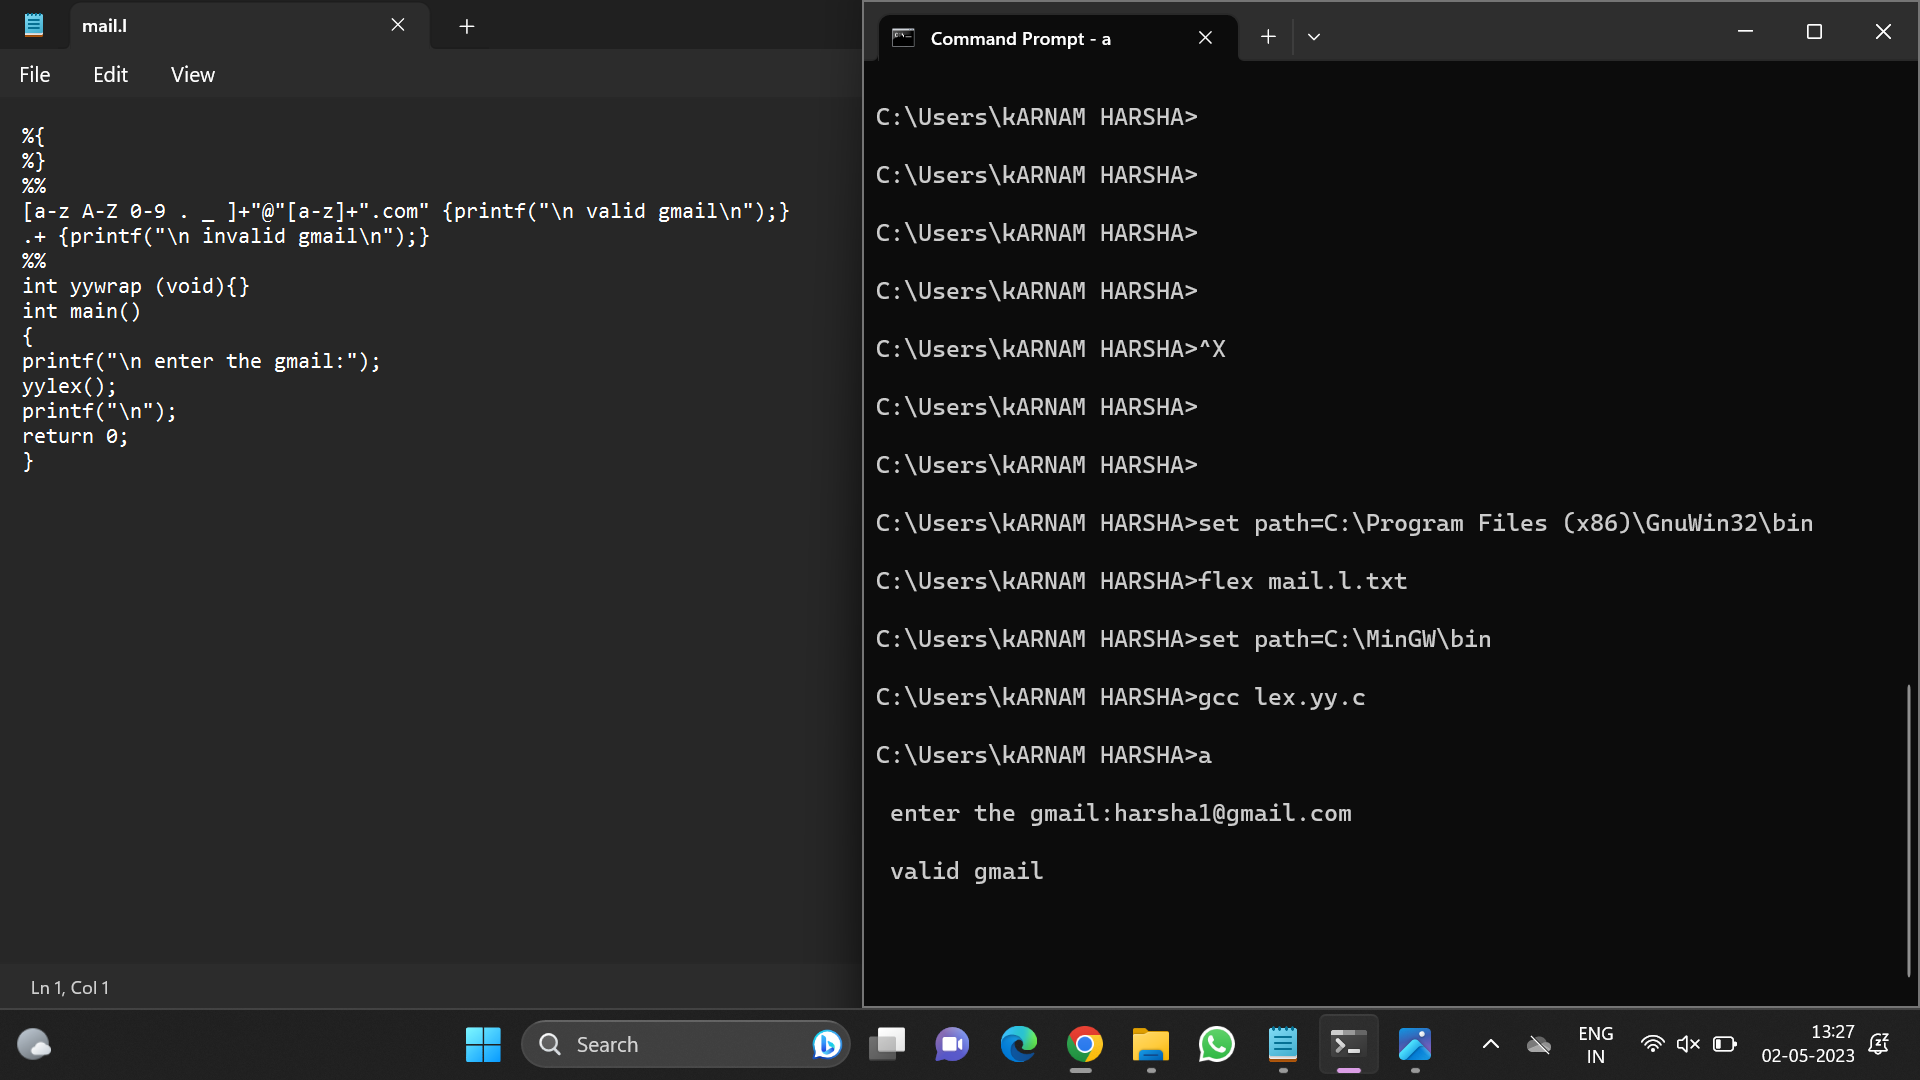 mail.l
File Edit View
%{
%}
%%
[a-z A-Z 0-9 . _ ]+"@"[a-z]+".com" {printf("\n valid gmail\n");}
.+ {printf("\n invalid gmail\n");}
%%
int yywrap (void){}
int main()
{
printf("\n enter the gmail:");
yylex();
printf("\n");
return 0;
}
Ln 1, Col 1
Command Prompt - a
C:\Users\kARNAM HARSHA>
C:\Users\kARNAM HARSHA>
C:\Users\kARNAM HARSHA>
C:\Users\kARNAM HARSHA>
C:\Users\kARNAM HARSHA>^X
C:\Users\kARNAM HARSHA>
C:\Users\kARNAM HARSHA>
C:\Users\kARNAM HARSHA>set path=C:\Program Files (x86)\GnuWin32\bin
C:\Users\kARNAM HARSHA>flex mail.l.txt
C:\Users\kARNAM HARSHA>set path=C:\MinGW\bin
C:\Users\kARNAM HARSHA>gcc lex.yy.c
C:\Users\kARNAM HARSHA>a
enter the gmail:harsha1@gmail.com
valid gmail
Search
ENG
IN
13:27
02-05-2023